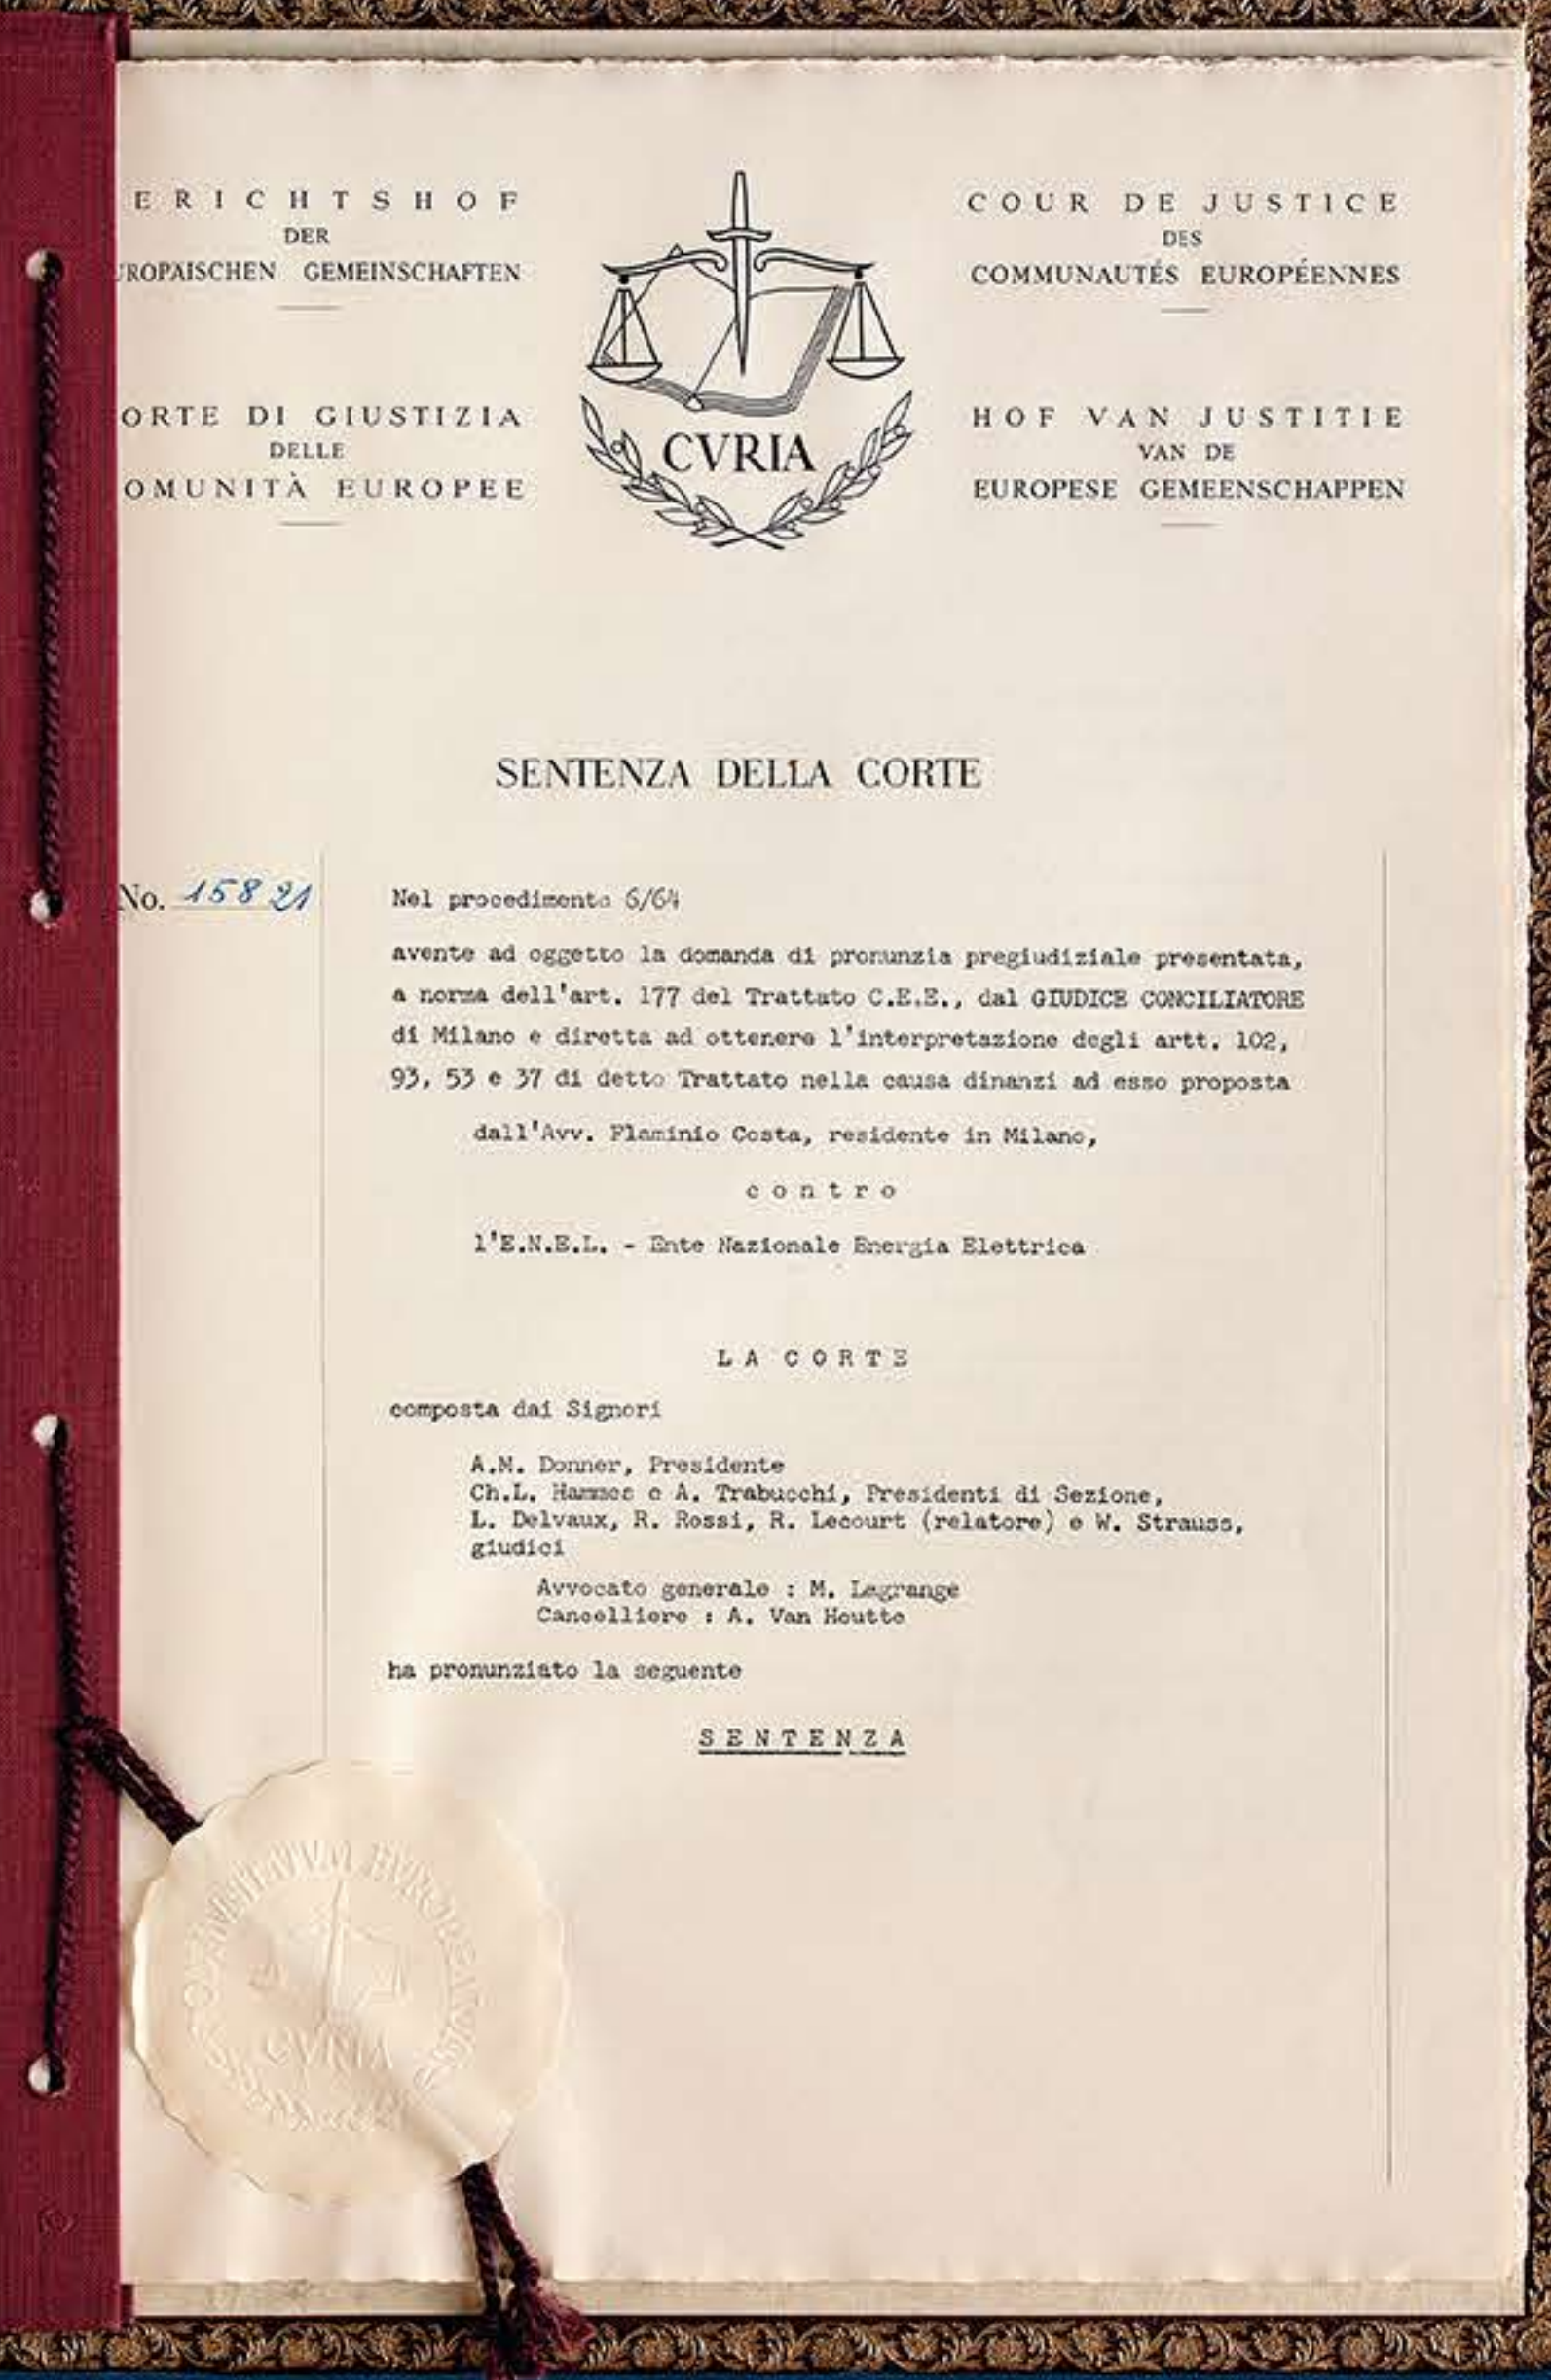 ERICHTSHOF
DER
ROPÄISCHEN GEMEINSCHAFTEN
COUR DE JUSTICE
DES
COMMUNAUTÉS EUROPÉENNES
ORTE DI GIUSTIZIA
DELLE
OMUNITÀ EUROPEE
HOF VAN JUSTITIE
VAN DE
EUROPESE GEMEENSCHAPPEN
CVRIA
SENTENZA DELLA CORTE
No. 15821
Nel procedimento 6/64
avente ad oggetto la domanda di pronunzia pregiudiziale presentata,
a norma dell'art. 177 del Trattato C.E.E., dal GIUDICE CONCILIATORE
di Milano e diretta ad ottenere l'interpretazione degli artt. 102,
93, 53 e 37 di detto Trattato nella causa dinanzi ad esso proposta
dall'Avv. Flaminio Costa, residente in Milano,
contro
l'E.N.E.L. - Ente Nazionale Energia Elettrica
LA CORTE
composta dai Signori
A.M. Donner, Presidente
Ch.L. Hammes e A. Trabucchi, Presidenti di Sezione,
L. Delvaux, R. Rossi, R. Lecourt (relatore) e W. Strauss,
giudici
Avvocato generale : M. Lagrange
Cancelliere : A. Van Houtte
ha pronunziato la seguente
SENTENZA
CVRIA